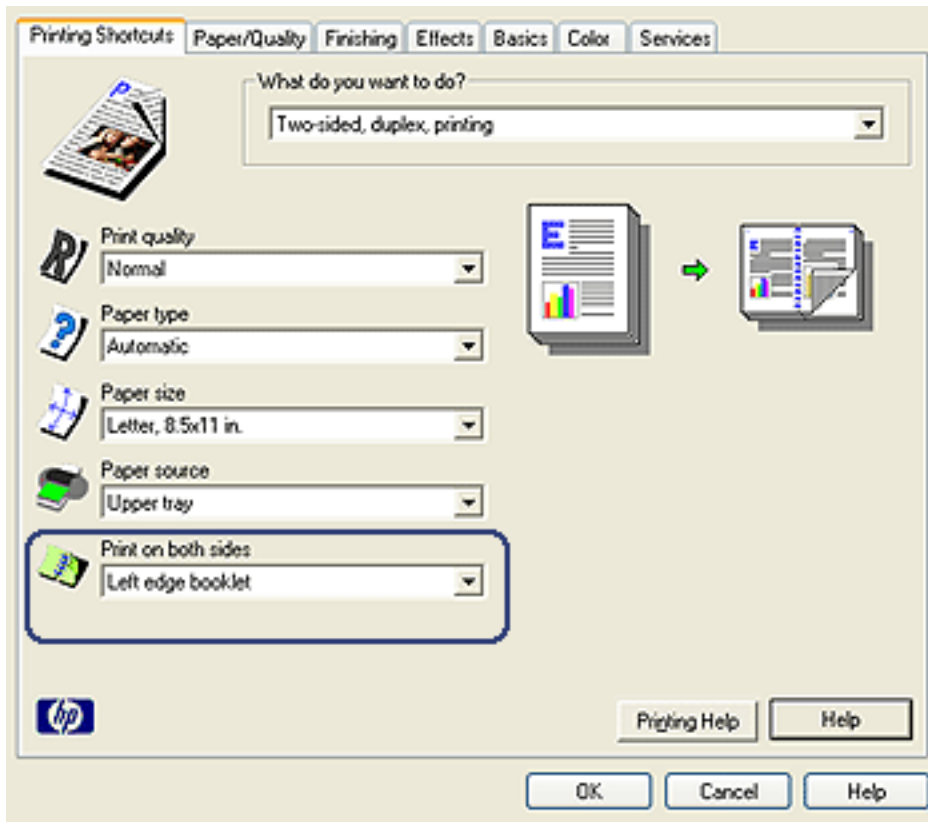 Printing Shortcuts Paper/Quality Finishing Effects Basics Color Services
What do you want to do?
Two-sided, duplex, printing
Print quality
Normal
Paper type
Automatic
Paper size
Letter, 8.5x11 in.
Paper source
Upper tray
Print on both sides
Left edge booklet
hp
Printing Help Help
OK Cancel Help